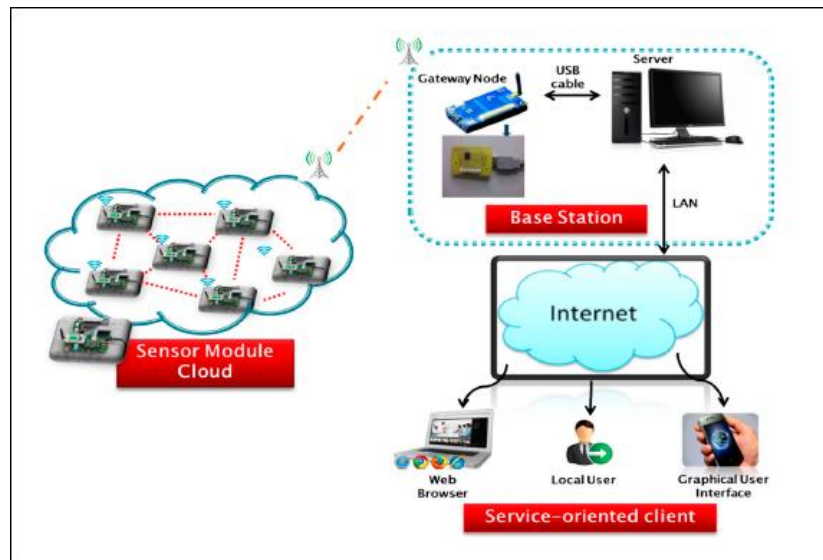 Server
Gateway Node
USB
cable
Base Station
LAN
Internet
Sensor Module
Cloud
Web
Browser
Local User
Graphical User
Interface
Service-oriented client